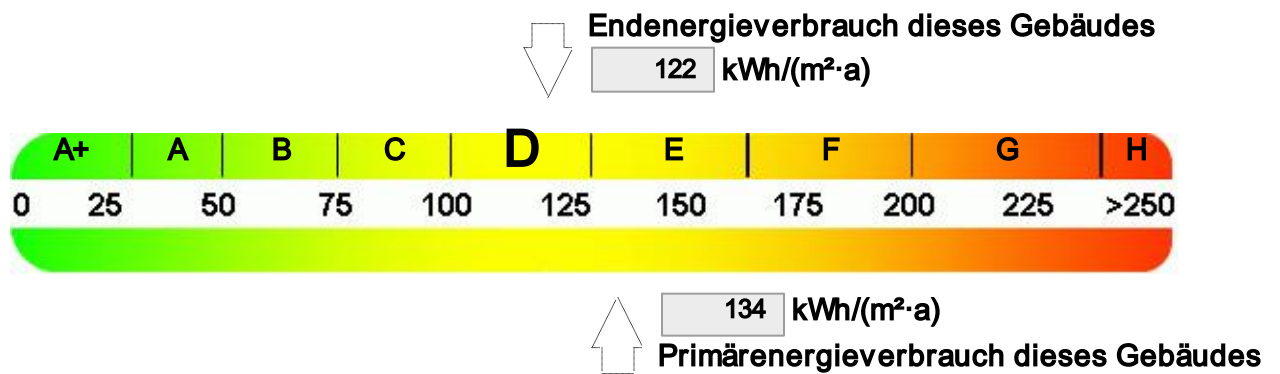 Endenergieverbrauch dieses Gebäudes
122 kWh/(m²·a)
A+ A B C D E F G H
0 25 50 75 100 125 150 175 200 225 >250
134 kWh/(m²·a)
Primärenergieverbrauch dieses Gebäudes